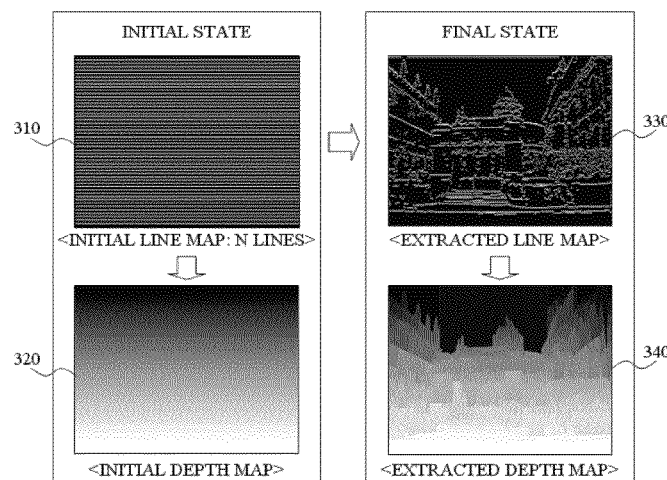 INITIAL STATE
310
<INITIAL LINE MAP: N LINES>
320
<INITIAL DEPTH MAP>
FINAL STATE
330
<EXTRACTED LINE MAP>
340
<EXTRACTED DEPTH MAP>